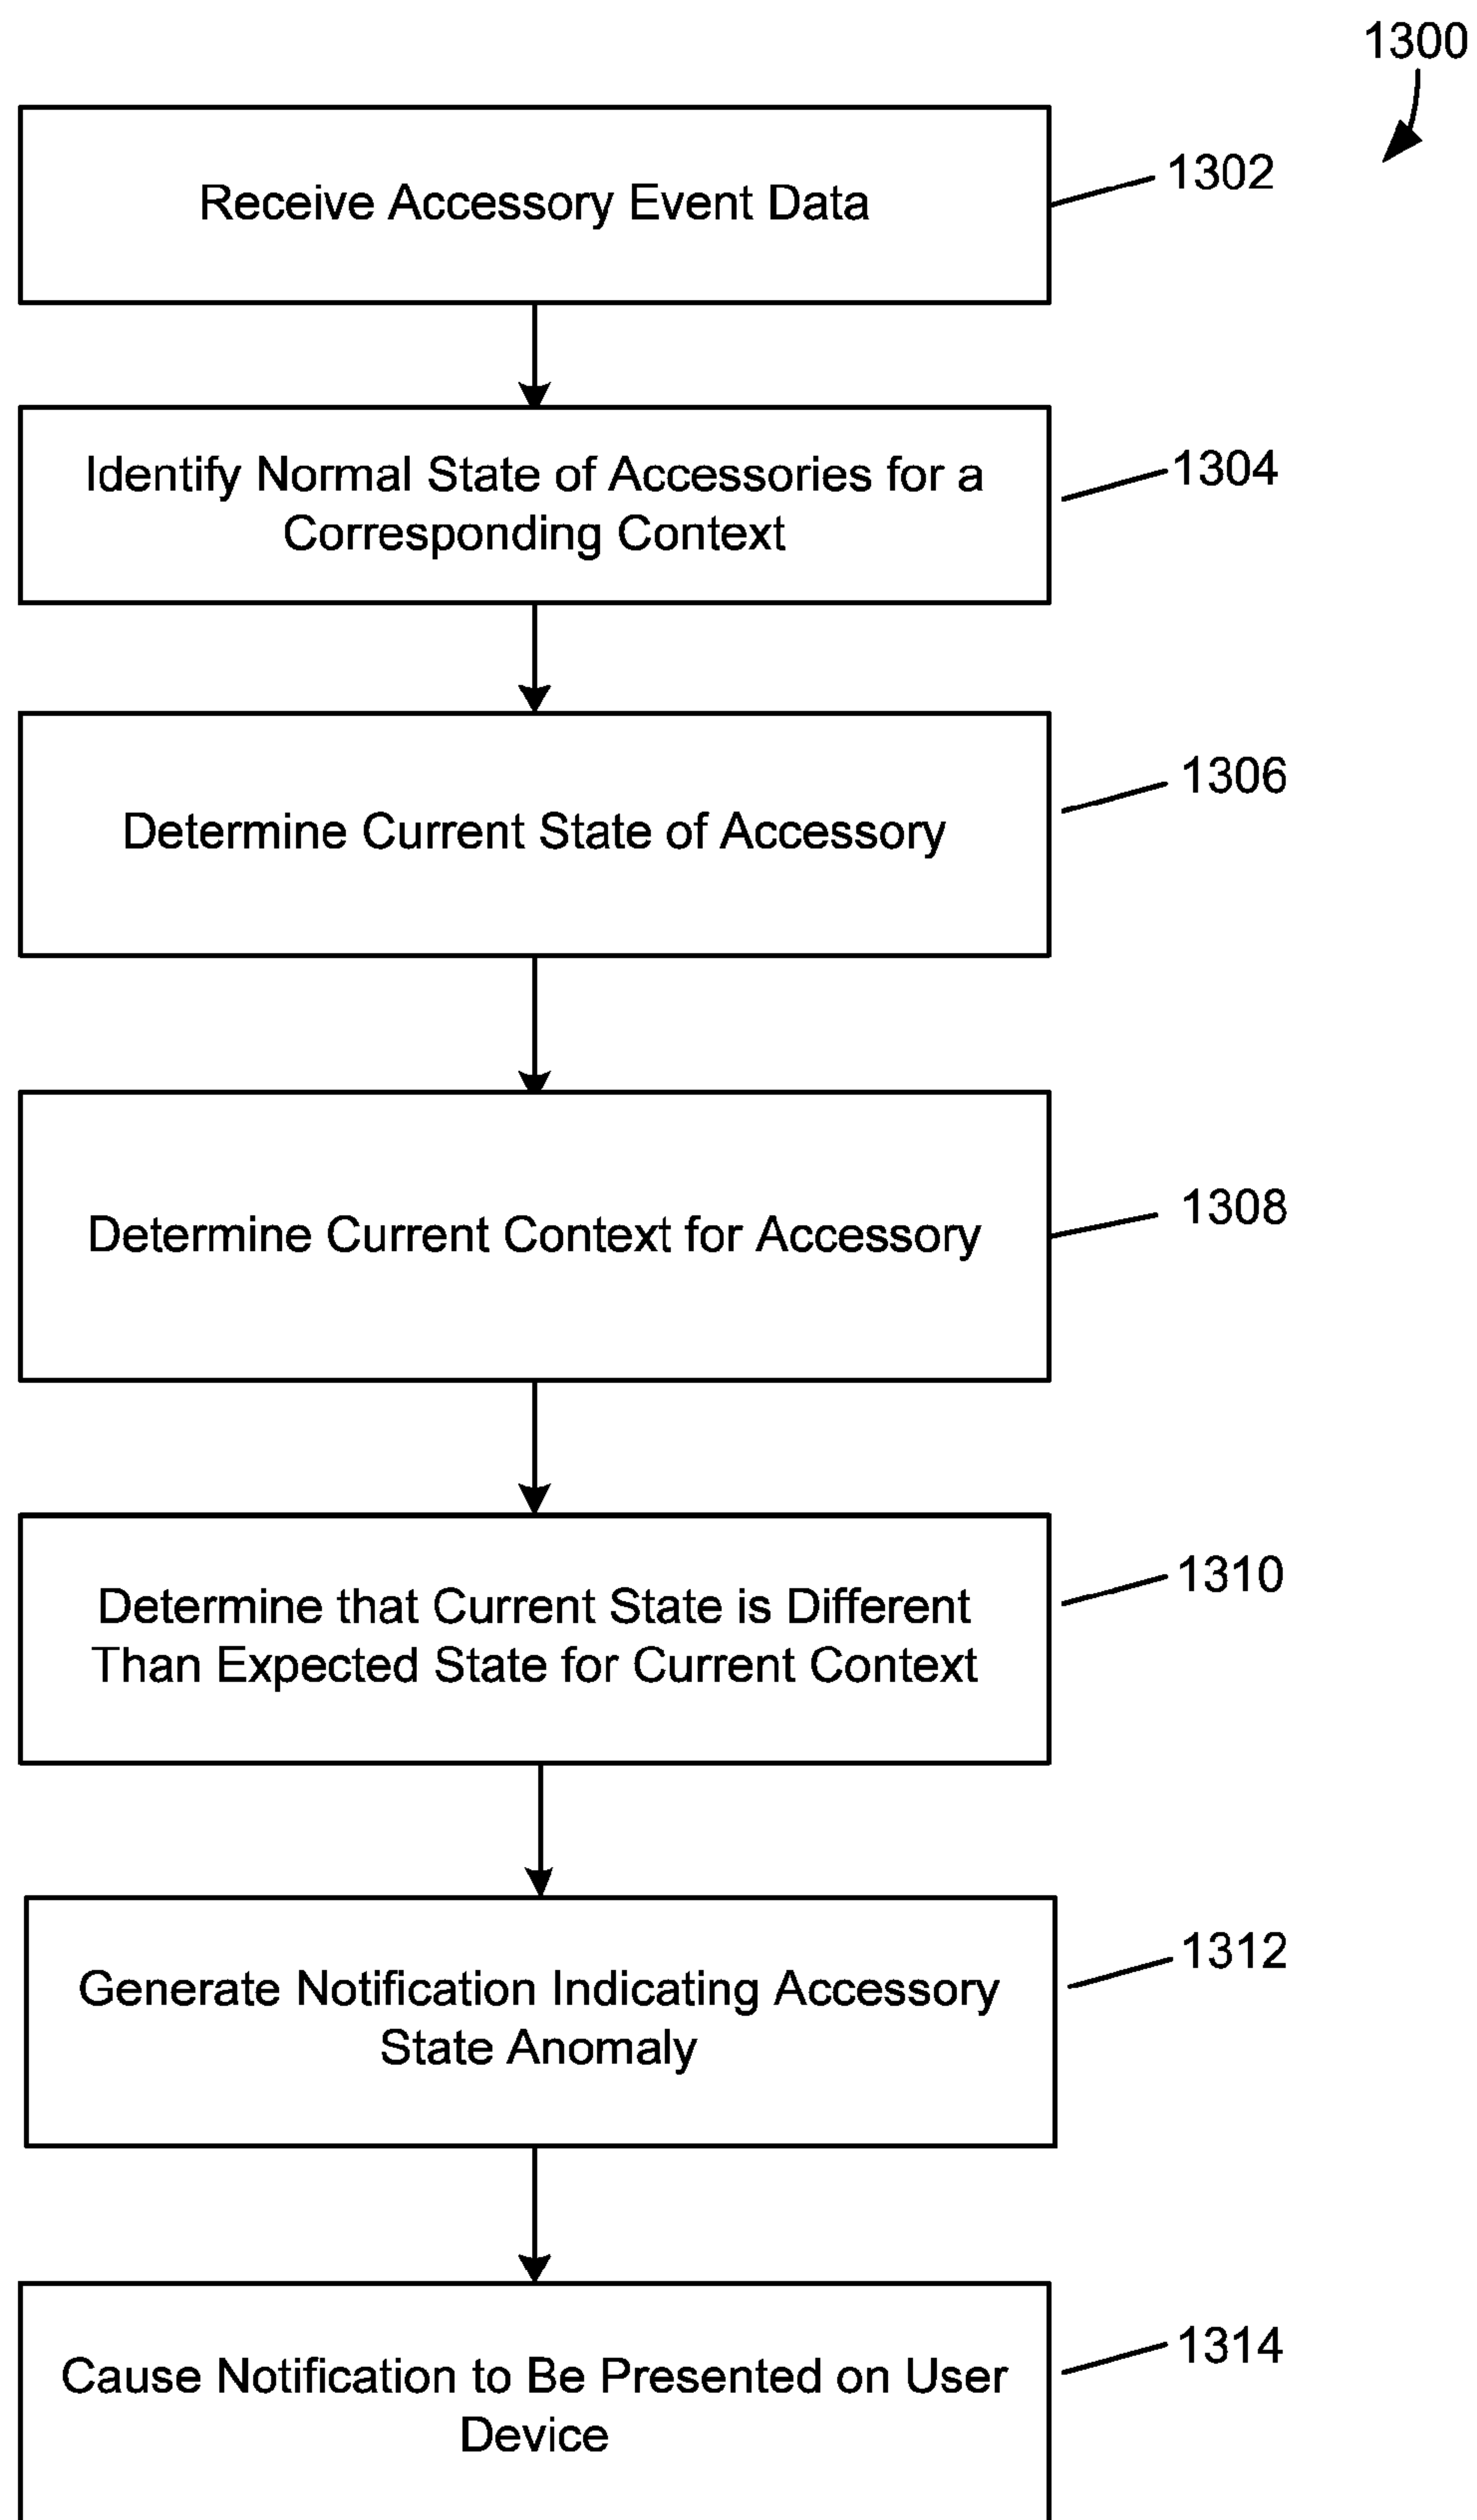 1300
Receive Accessory Event Data
1302
Identify Normal State of Accessories for a
Corresponding Context
1304
Determine Current State of Accessory
1306
Determine Current Context for Accessory
1308
Determine that Current State is Different
Than Expected State for Current Context
1310
Generate Notification Indicating Accessory
State Anomaly
1312
Cause Notification to Be Presented on User
Device
1314